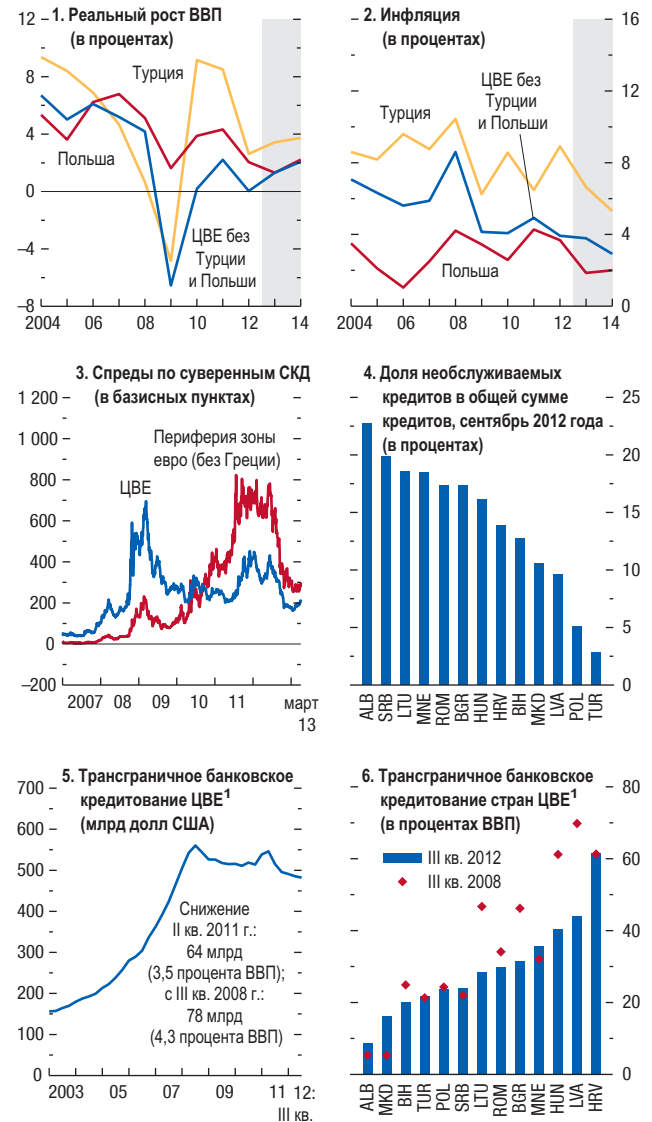 1. Реальный рост ВВП
(в процентах)
12
8
4
0
–4
–8
Турция
Польша
ЦВЕ без
Турции
и Польши
2004 06 08 10 12 14
2. Инфляция
(в процентах)
16
12
8
4
0
ЦВЕ без
Турции
и Польши
Турция
Польша
2004 06 08 10 12 14
3. Спреды по суверенным СКД
(в базисных пунктах)
1 200
1 000
800
600
400
200
0
–200
Периферия зоны
евро (без Греции)
ЦВЕ
2007 08 09 10 11 март
13
4. Доля необслуживаемых
кредитов в общей сумме
кредитов, сентябрь 2012 года
(в процентах)
25
20
15
10
5
0
ALB SRB LTU MNE ROM BGR HUN HRV BIH MKD LVA POL TUR
5. Трансграничное банковское
кредитование ЦВЕ¹
(млрд долл США)
700
600
500
400
300
200
100
0
Снижение
II кв. 2011 г.:
64 млрд
(3,5 процента ВВП);
с III кв. 2008 г.:
78 млрд
(4,3 процента ВВП)
2003 05 07 09 11 12:
III кв.
6. Трансграничное банковское
кредитование стран ЦВЕ¹
(в процентах ВВП)
80
60
40
20
0
III кв. 2012
III кв. 2008
ALB MKD BIH TUR POL SRB LTU ROM BGR MNE HUN LVA HRV